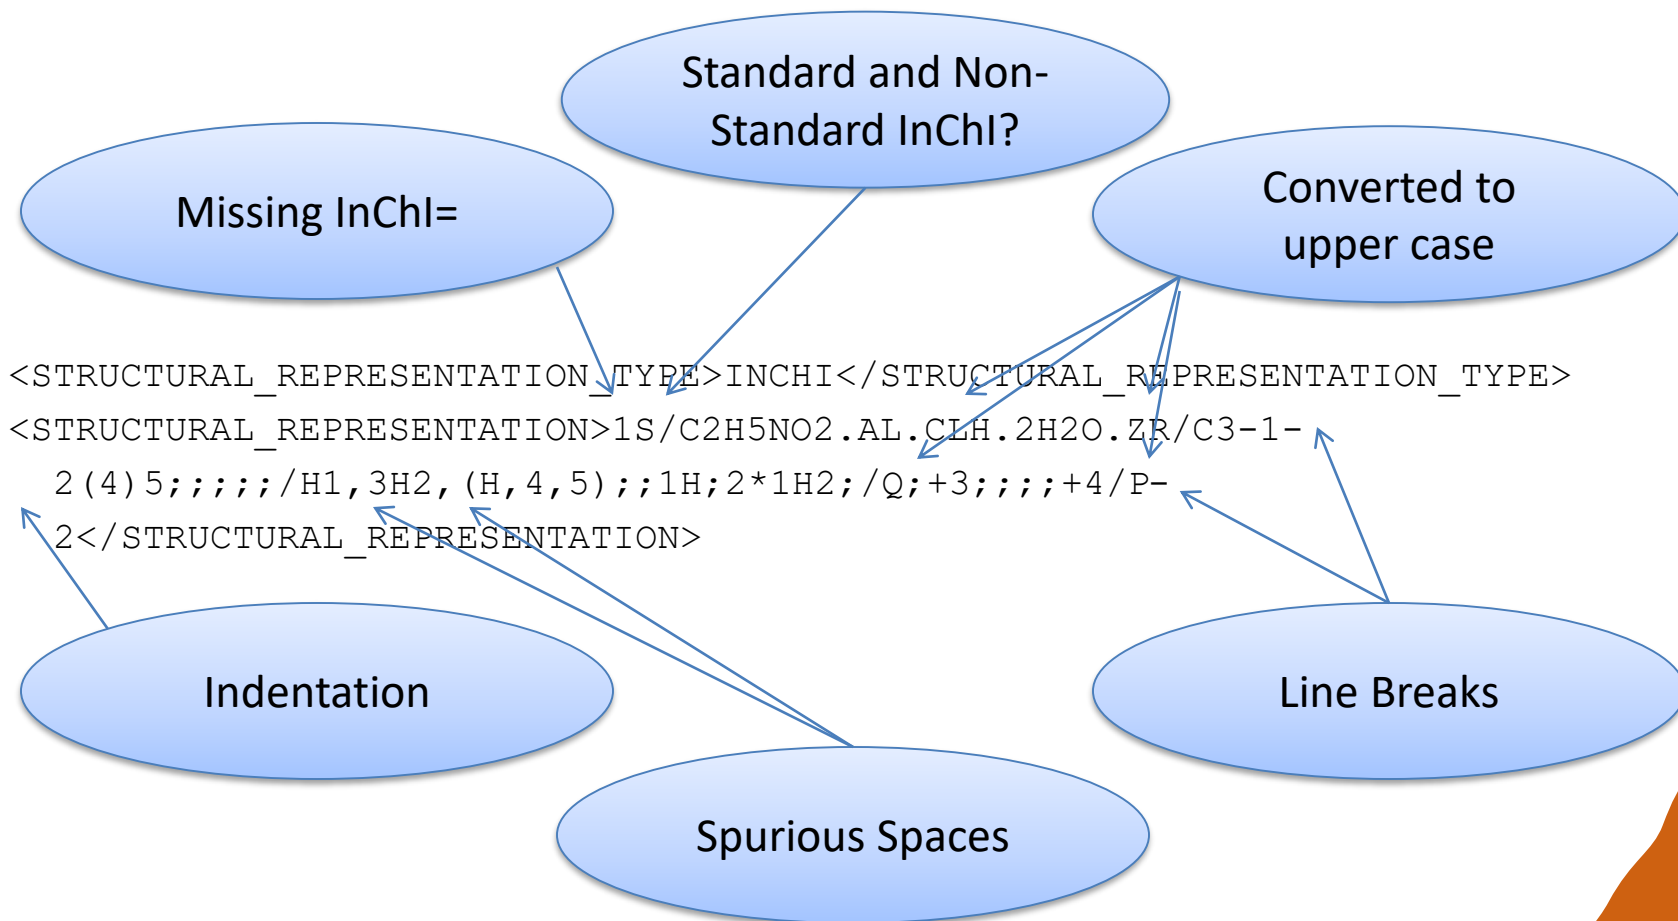 Standard and Non-
Standard InChI?
Missing InChI=
Converted to
upper case
<STRUCTURAL_REPRESENTATION_TYPE>INCHI</STRUCTURAL_REPRESENTATION_TYPE>
<STRUCTURAL_REPRESENTATION>1S/C2H5NO2.AL.CLH.2H2O.ZR/C3-1-
2(4)5;;;;;/H1,3H2,(H,4,5);;1H;2*1H2;/Q;+3;;;;+4/P-
2</STRUCTURAL_REPRESENTATION>
Indentation
Line Breaks
Spurious Spaces